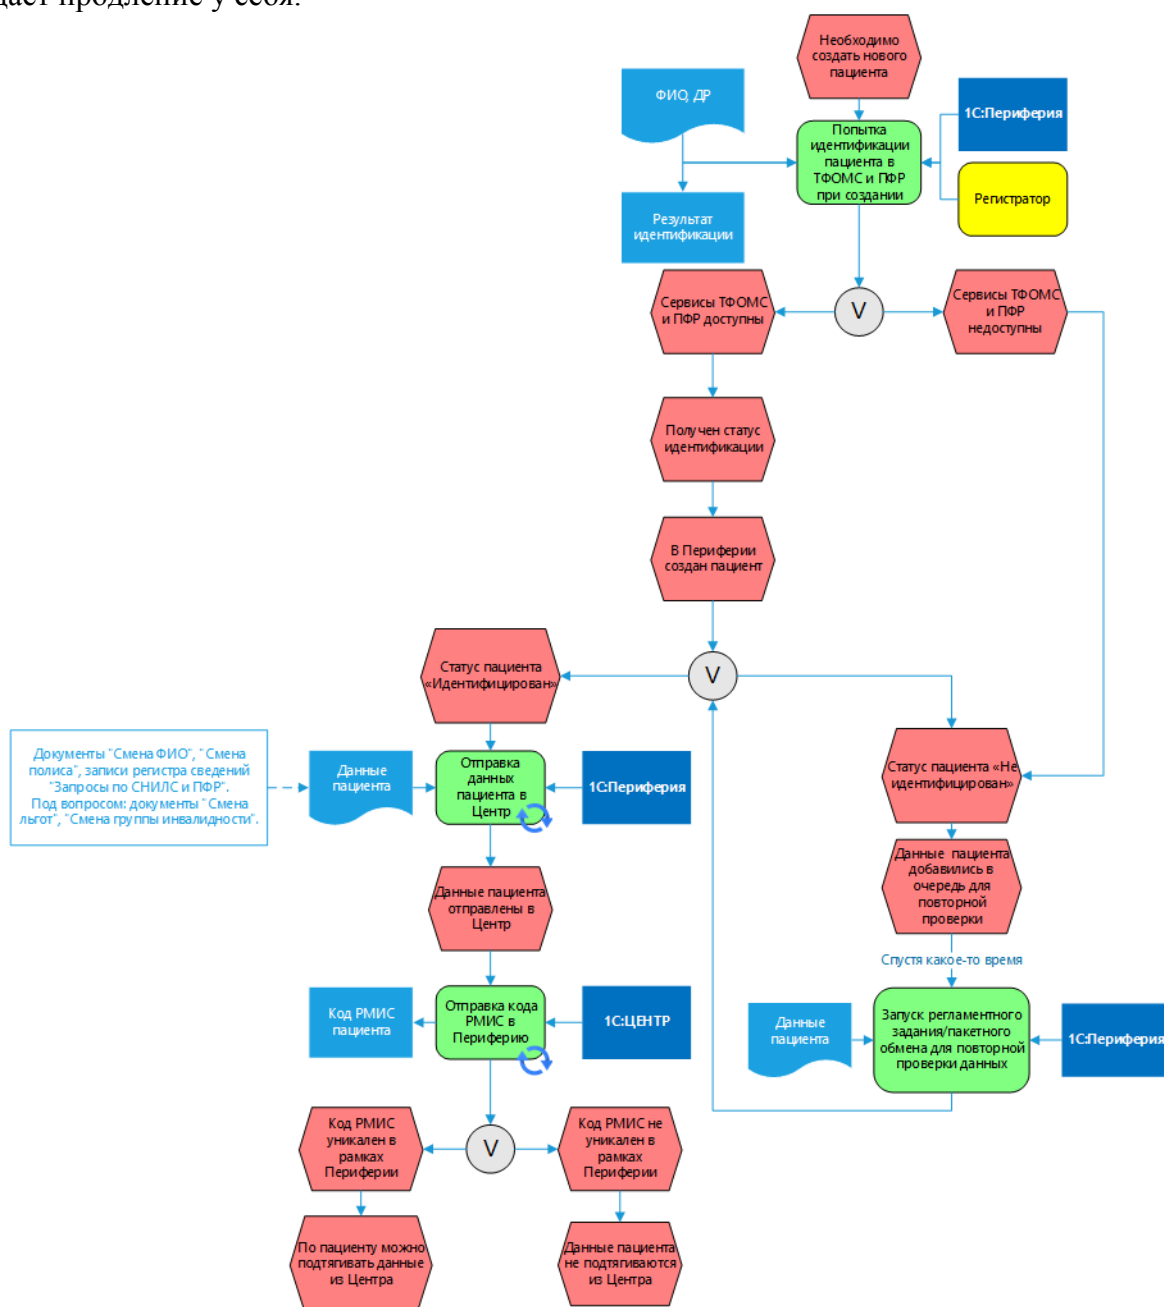 дает продление у себя.
Необходимо
создать нового
пациента
ФИО, ДР
1С:Периферия
Попытка
идентификации
пациента в
ТФОМС и ПФР
при создании
Регистратор
Результат
идентификации
Сервисы ТФОМС
и ПФР доступны
V
Сервисы ТФОМС
и ПФР
недоступны
Получен статус
идентификации
В Периферии
создан пациент
Статус пациента
«Идентифицирован»
V
Документы "Смена ФИО", "Смена
полиса", записи регистра сведений
"Запросы по СНИЛС и ПФР".
Под вопросом: документы "Смена
льгот", "Смена группы инвалидности".
Данные
пациента
Отправка
данных
пациента в
Центр
1С:Периферия
Статус пациента «Не
идентифицирован»
Данные пациента
отправлены в
Центр
Данные пациента
добавились в
очередь для
повторной
проверки
Спустя какое-то время
Код РМИС
пациента
Отправка кода
РМИС в
Периферию
1С:ЦЕНТР
Данные
пациента
Запуск регламентного
задания/пакетного
обмена для повторной
проверки данных
1С:Периферия
Код РМИС
уникален в
рамках
Периферии
V
Код РМИС не
уникален в
рамках
Периферии
По пациенту можно
подтягивать данные
из Центра
Данные пациента
не подтягиваются
из Центра